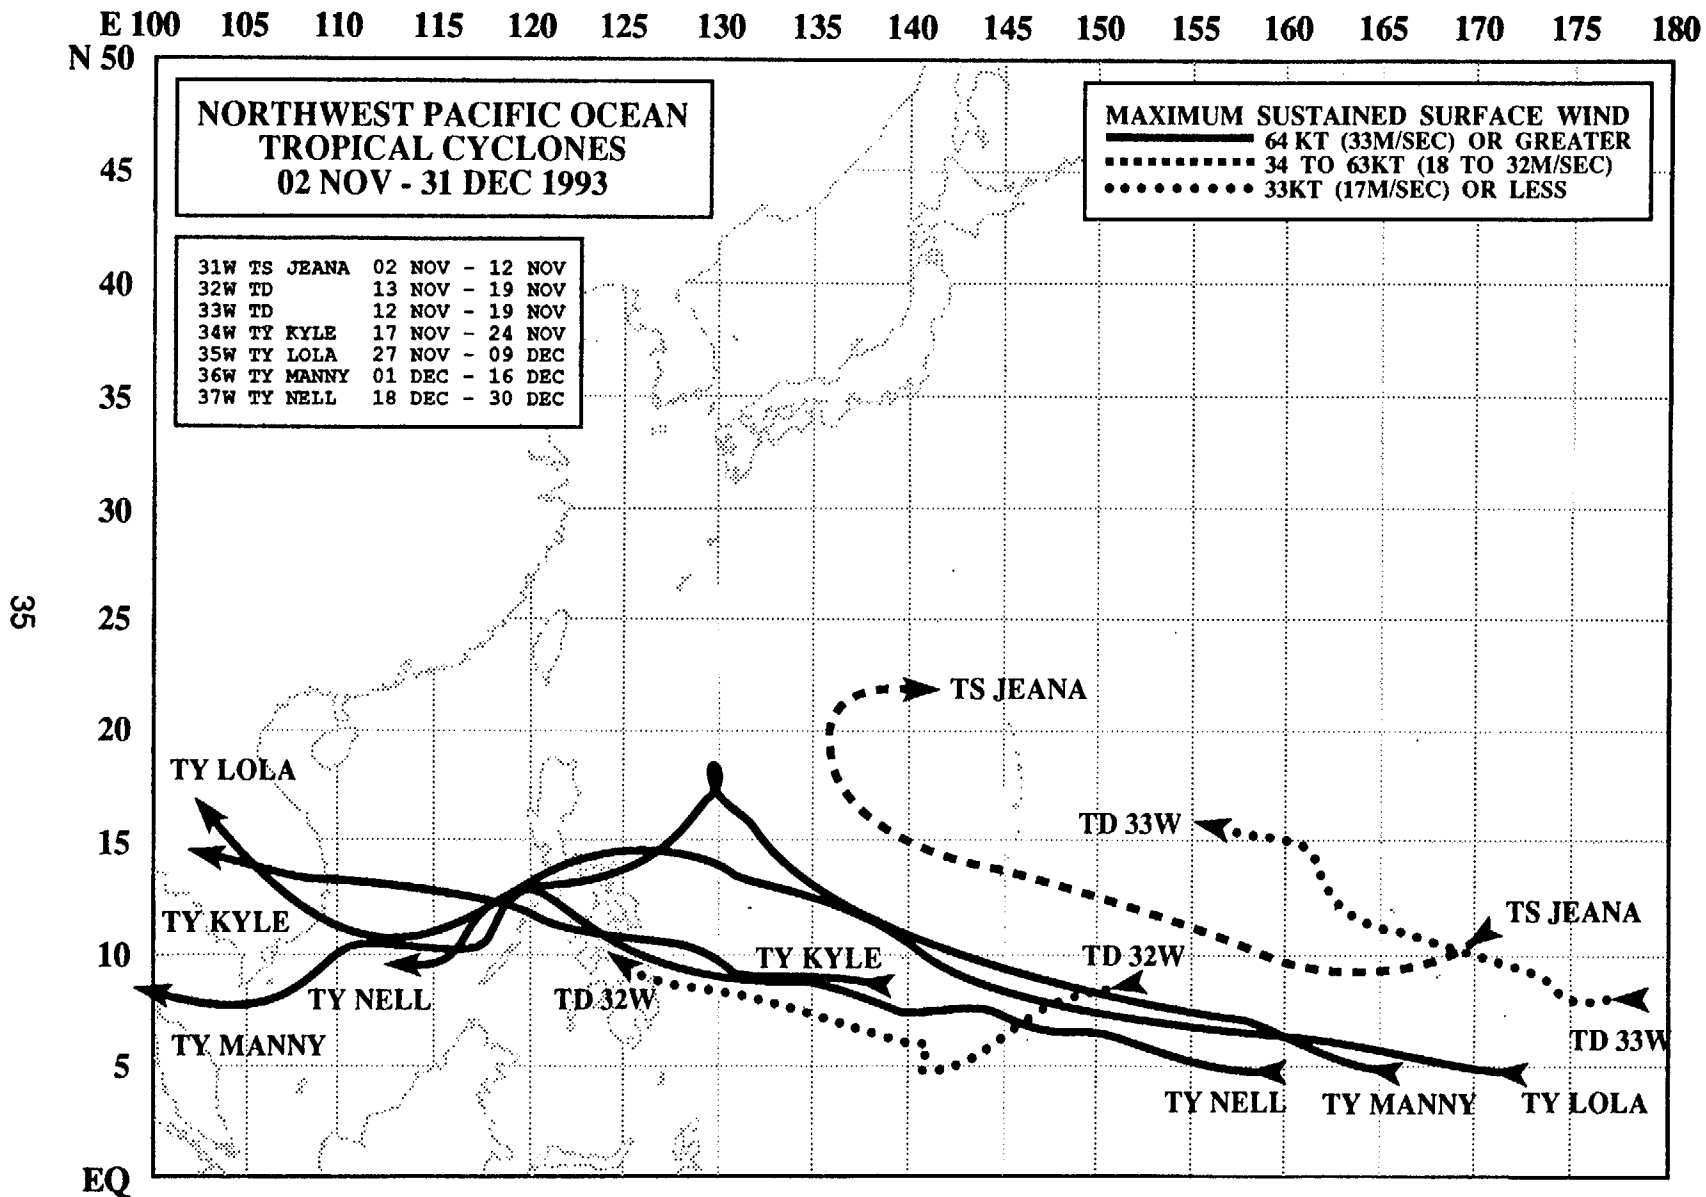 E 100 105 110 115 120 125 130 135 140 145 150 155 160 165 170 175 180
N 50
45
40
35
30
25
20
15
10
5
EQ
NORTHWEST PACIFIC OCEAN
TROPICAL CYCLONES
02 NOV - 31 DEC 1993
MAXIMUM SUSTAINED SURFACE WIND
64 KT (33M/SEC) OR GREATER
34 TO 63KT (18 TO 32M/SEC)
33KT (17M/SEC) OR LESS
31W TS JEANA 02 NOV - 12 NOV
32W TD 13 NOV - 19 NOV
33W TD 12 NOV - 19 NOV
34W TY KYLE 17 NOV - 24 NOV
35W TY LOLA 27 NOV - 09 DEC
36W TY MANNY 01 DEC - 16 DEC
37W TY NELL 18 DEC - 30 DEC
35
TS JEANA
TY LOLA
TD 33W
TY KYLE
TS JEANA
TY KYLE
TD 32W
TY NELL
TD 32W
TY MANNY
TD 33W
TY NELL
TY MANNY
TY LOLA